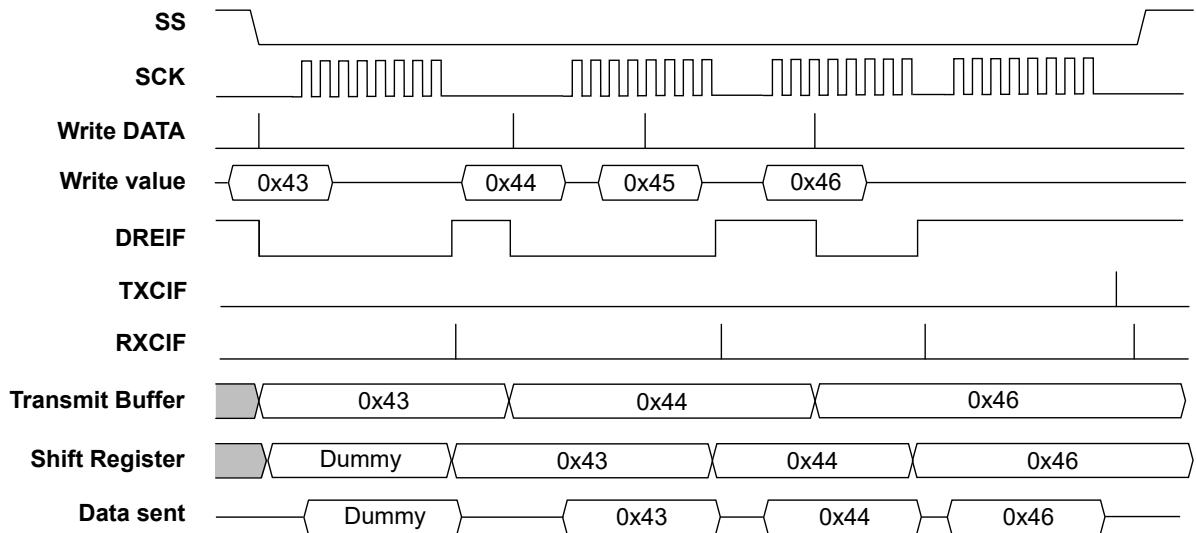 SS
SCK
Write DATA
Write value 0x43 0x44 0x45 0x46
DREIF
TXCIF
RXCIF
Transmit Buffer 0x43 0x44 0x46
Shift Register Dummy 0x43 0x44 0x46
Data sent Dummy 0x43 0x44 0x46